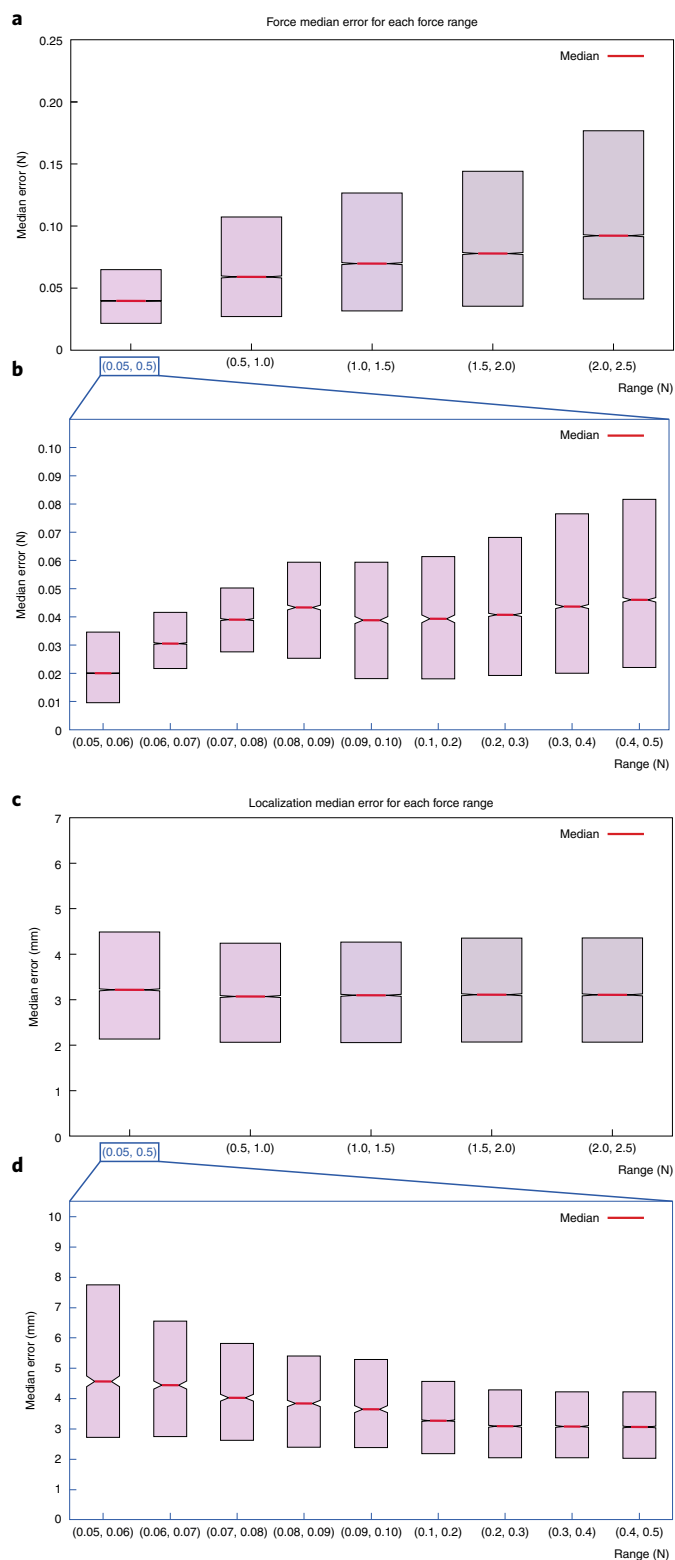 a
Force median error for each force range
0.25
0.20
0.15
0.10
0.05
0
Median error (N)
Median
(0.05, 0.5) (0.5, 1.0) (1.0, 1.5) (1.5, 2.0) (2.0, 2.5)
Range (N)
b
0.10
0.09
0.08
0.07
0.06
0.05
0.04
0.03
0.02
0.01
0
Median error (N)
Median
(0.05, 0.06) (0.06, 0.07) (0.07, 0.08) (0.08, 0.09) (0.09, 0.10) (0.1, 0.2) (0.2, 0.3) (0.3, 0.4) (0.4, 0.5)
Range (N)
c
Localization median error for each force range
7
6
5
4
3
2
1
0
Median error (mm)
Median
(0.05, 0.5) (0.5, 1.0) (1.0, 1.5) (1.5, 2.0) (2.0, 2.5)
Range (N)
d
10
9
8
7
6
5
4
3
2
1
0
Median error (mm)
Median
(0.05, 0.06) (0.06, 0.07) (0.07, 0.08) (0.08, 0.09) (0.09, 0.10) (0.1, 0.2) (0.2, 0.3) (0.3, 0.4) (0.4, 0.5)
Range (N)